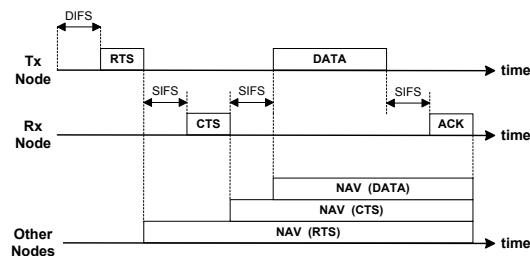 DIFS
Tx
Node
RTS
DATA
time
SIFS
SIFS
SIFS
Rx
Node
CTS
ACK
time
NAV (DATA)
NAV (CTS)
Other
Nodes
NAV (RTS)
time